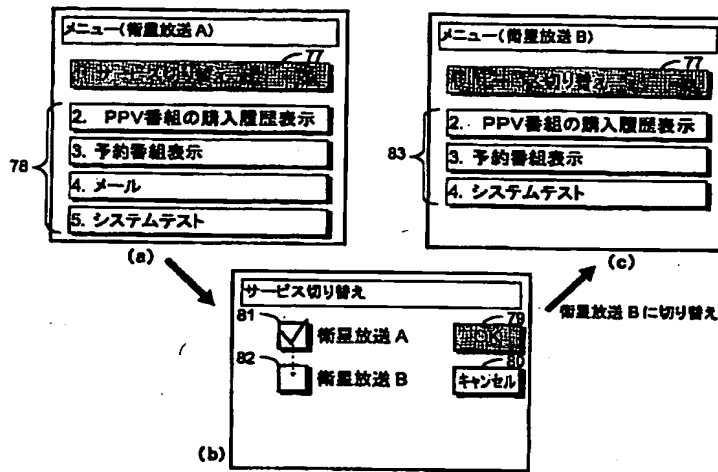 メニュー(衛星放送 A)
77
2. PPV番組の購入履歴表示
3. 予約番組表示
4. メール
5. システムテスト
78
(a)
メニュー(衛星放送 B)
77
切り替え
2. PPV番組の購入履歴表示
3. 予約番組表示
4. システムテスト
83
(c)
サービス切り替え
81
衛星放送 A
79
OK
82
衛星放送 B
80
キャンセル
(b)
衛星放送 B に切り替え